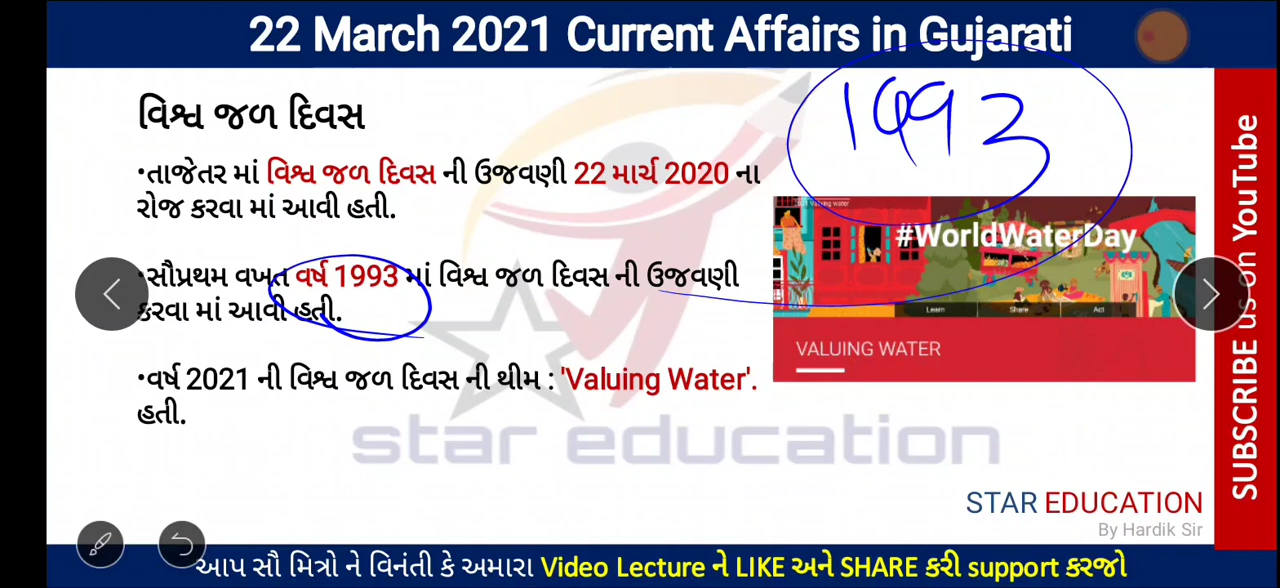 22 March 2021 Current Affairs in Gujarati
1993
વિશ્વ જળ દિવસ
•તાજેતર માં વિશ્વ જળ દિવસ ની ઉજવણી 22 માર્ચ 2020 ના
રોજ કરવા માં આવી હતી.
•સૌપ્રથમ વખત વર્ષ 1993 માં વિશ્વ જળ દિવસ ની ઉજવણી
કરવા માં આવી હતી.
•વર્ષ 2021 ની વિશ્વ જળ દિવસ ની થીમ : 'Valuing Water'.
હતી.
Valuing water
#WorldWaterDay
Learn Share Act
VALUING WATER
star education
STAR EDUCATION
By Hardik Sir
SUBSCRIBE us on YouTube
આપ સૌ મિત્રો ને વિનંતી કે અમારા Video Lecture ને LIKE અને SHARE કરી support કરજો